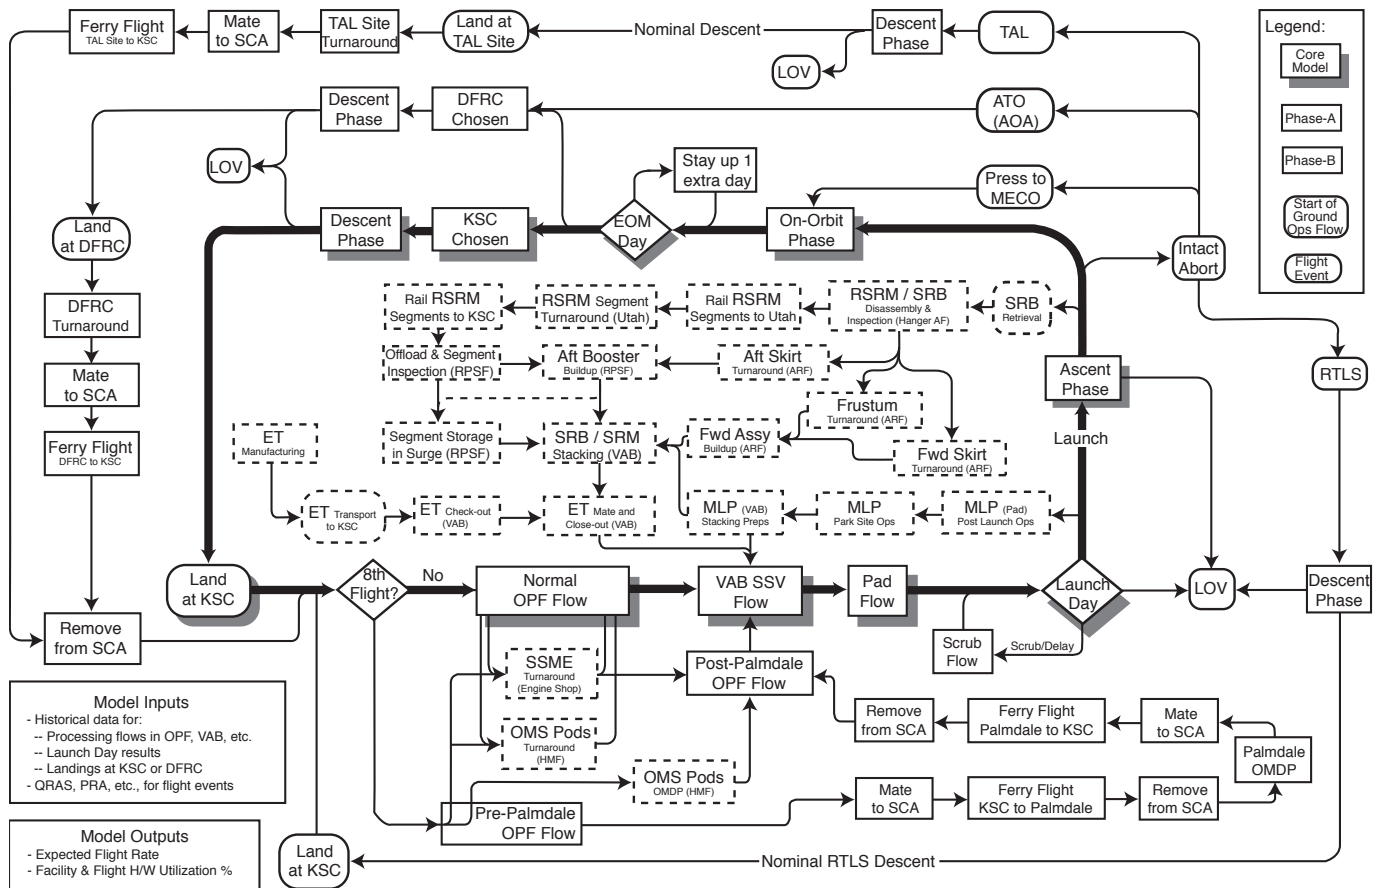 Ferry Flight
TAL Site to KSC
Mate
to SCA
TAL Site
Turnaround
Land at
TAL Site
Nominal Descent
Descent
Phase
TAL
LOV
Legend:
Core
Model
Phase-A
Phase-B
Start of
Ground
Ops Flow
Flight
Event
Descent
Phase
DFRC
Chosen
ATO
(AOA)
LOV
Stay up 1
extra day
Press to
MECO
Land
at DFRC
Descent
Phase
KSC
Chosen
EOM
Day
On-Orbit
Phase
Intact
Abort
DFRC
Turnaround
Rail RSRM
Segments to KSC
RSRM Segment
Turnaround (Utah)
Rail RSRM
Segments to Utah
RSRM / SRB
Disassembly &
Inspection (Hanger AF)
SRB
Retrieval
Offload & Segment
Inspection (RPSF)
Aft Booster
Buildup (RPSF)
Aft Skirt
Turnaround (ARF)
Ascent
Phase
RTLS
Mate
to SCA
Frustum
Turnaround (ARF)
Launch
Ferry Flight
DFRC to KSC
ET
Manufacturing
Segment Storage
in Surge (RPSF)
SRB / SRM
Stacking (VAB)
Fwd Assy
Buildup (ARF)
Fwd Skirt
Turnaround (ARF)
ET Transport
to KSC
ET Check-out
(VAB)
ET Mate and
Close-out (VAB)
MLP (VAB)
Stacking Preps
MLP
Park Site Ops
MLP (Pad)
Post Launch Ops
Land
at KSC
8th
Flight?
No
Normal
OPF Flow
VAB SSV
Flow
Pad
Flow
Launch
Day
LOV
Descent
Phase
Remove
from SCA
Scrub
Flow
Scrub/Delay
SSME
Turnaround
(Engine Shop)
Post-Palmdale
OPF Flow
Model Inputs
- Historical data for:
-- Processing flows in OPF, VAB, etc.
-- Launch Day results
-- Landings at KSC or DFRC
- QRAS, PRA, etc., for flight events
OMS Pods
Turnaround
(HMF)
Remove
from SCA
Ferry Flight
Palmdale to KSC
Mate
to SCA
Palmdale
OMDP
OMS Pods
OMDP (HMF)
Mate
to SCA
Ferry Flight
KSC to Palmdale
Remove
from SCA
Pre-Palmdale
OPF Flow
Model Outputs
- Expected Flight Rate
- Facility & Flight H/W Utilization %
Land
at KSC
Nominal RTLS Descent